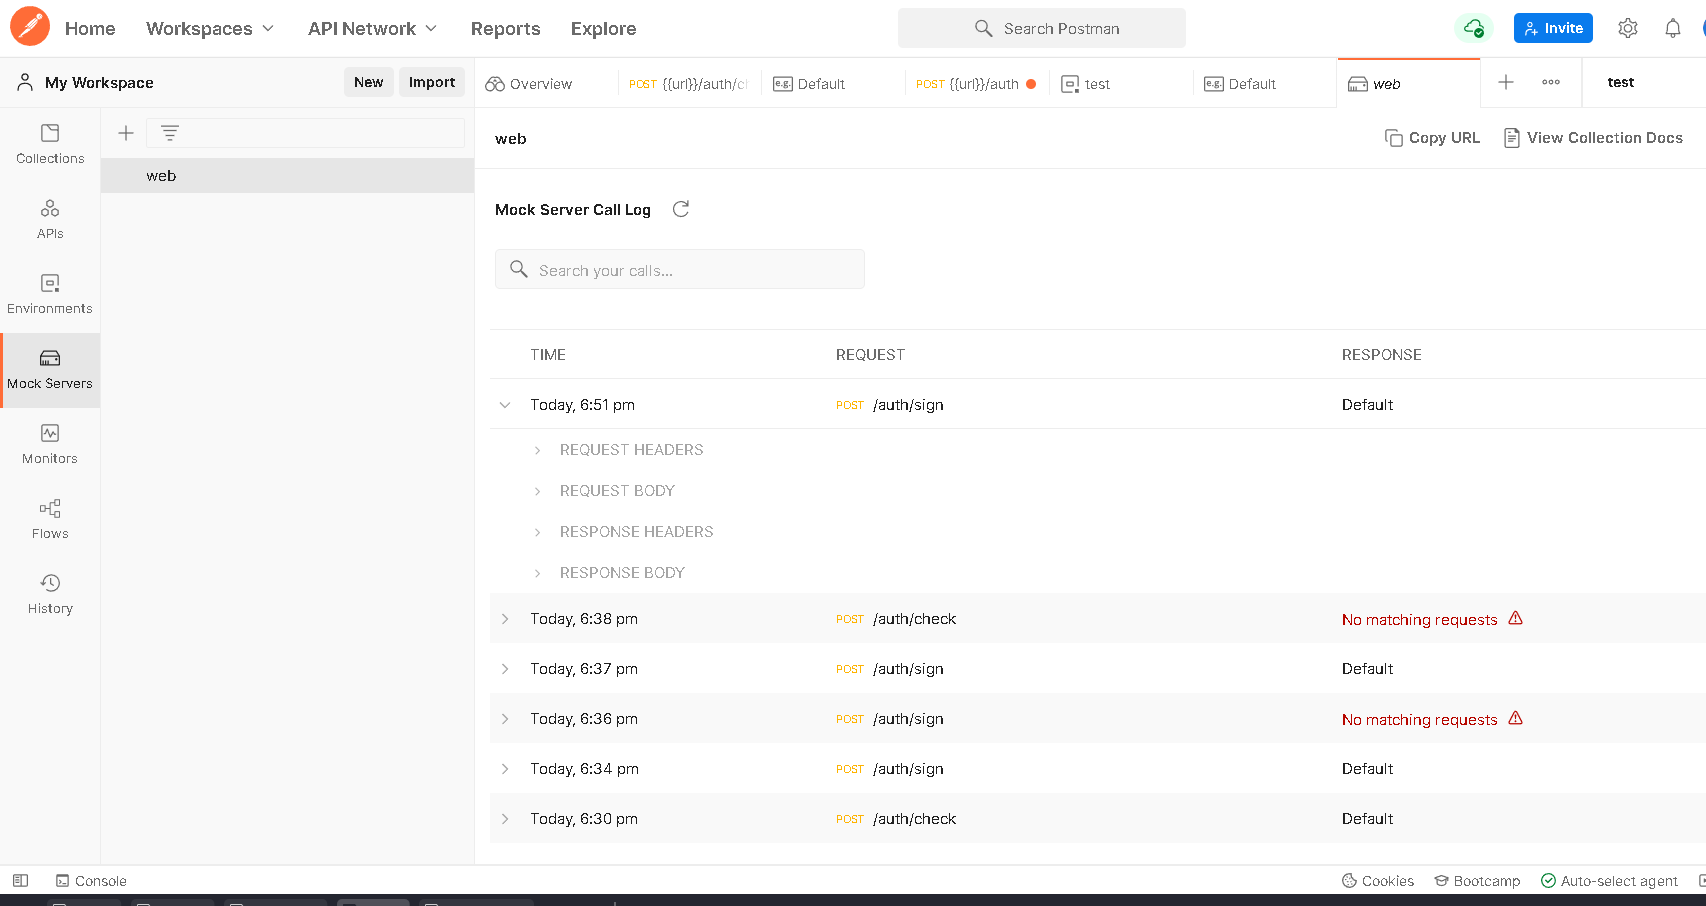 Home Workspaces API Network Reports Explore Search Postman Invite
My Workspace New Import Overview POST {{url}}/auth/ch e.g. Default POST {{url}}/auth test e.g. Default web test
web Copy URL View Collection Docs
Collections
web
Mock Server Call Log
APIs
Search your calls...
Environments
TIME REQUEST RESPONSE
Mock Servers
Today, 6:51 pm POST /auth/sign Default
REQUEST HEADERS
Monitors
REQUEST BODY
Flows
RESPONSE HEADERS
RESPONSE BODY
History
Today, 6:38 pm POST /auth/check No matching requests
Today, 6:37 pm POST /auth/sign Default
Today, 6:36 pm POST /auth/sign No matching requests
Today, 6:34 pm POST /auth/sign Default
Today, 6:30 pm POST /auth/check Default
Console Cookies Bootcamp Auto-select agent